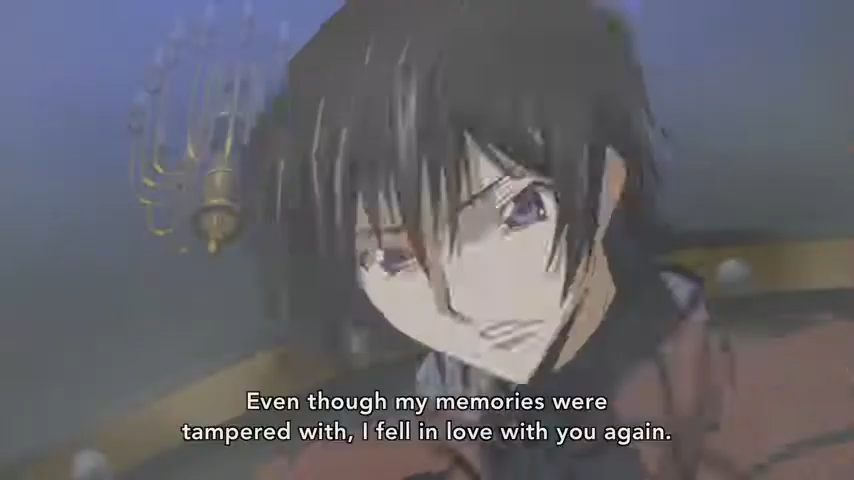 Even though my memories were
tampered with, I fell in love with you again.